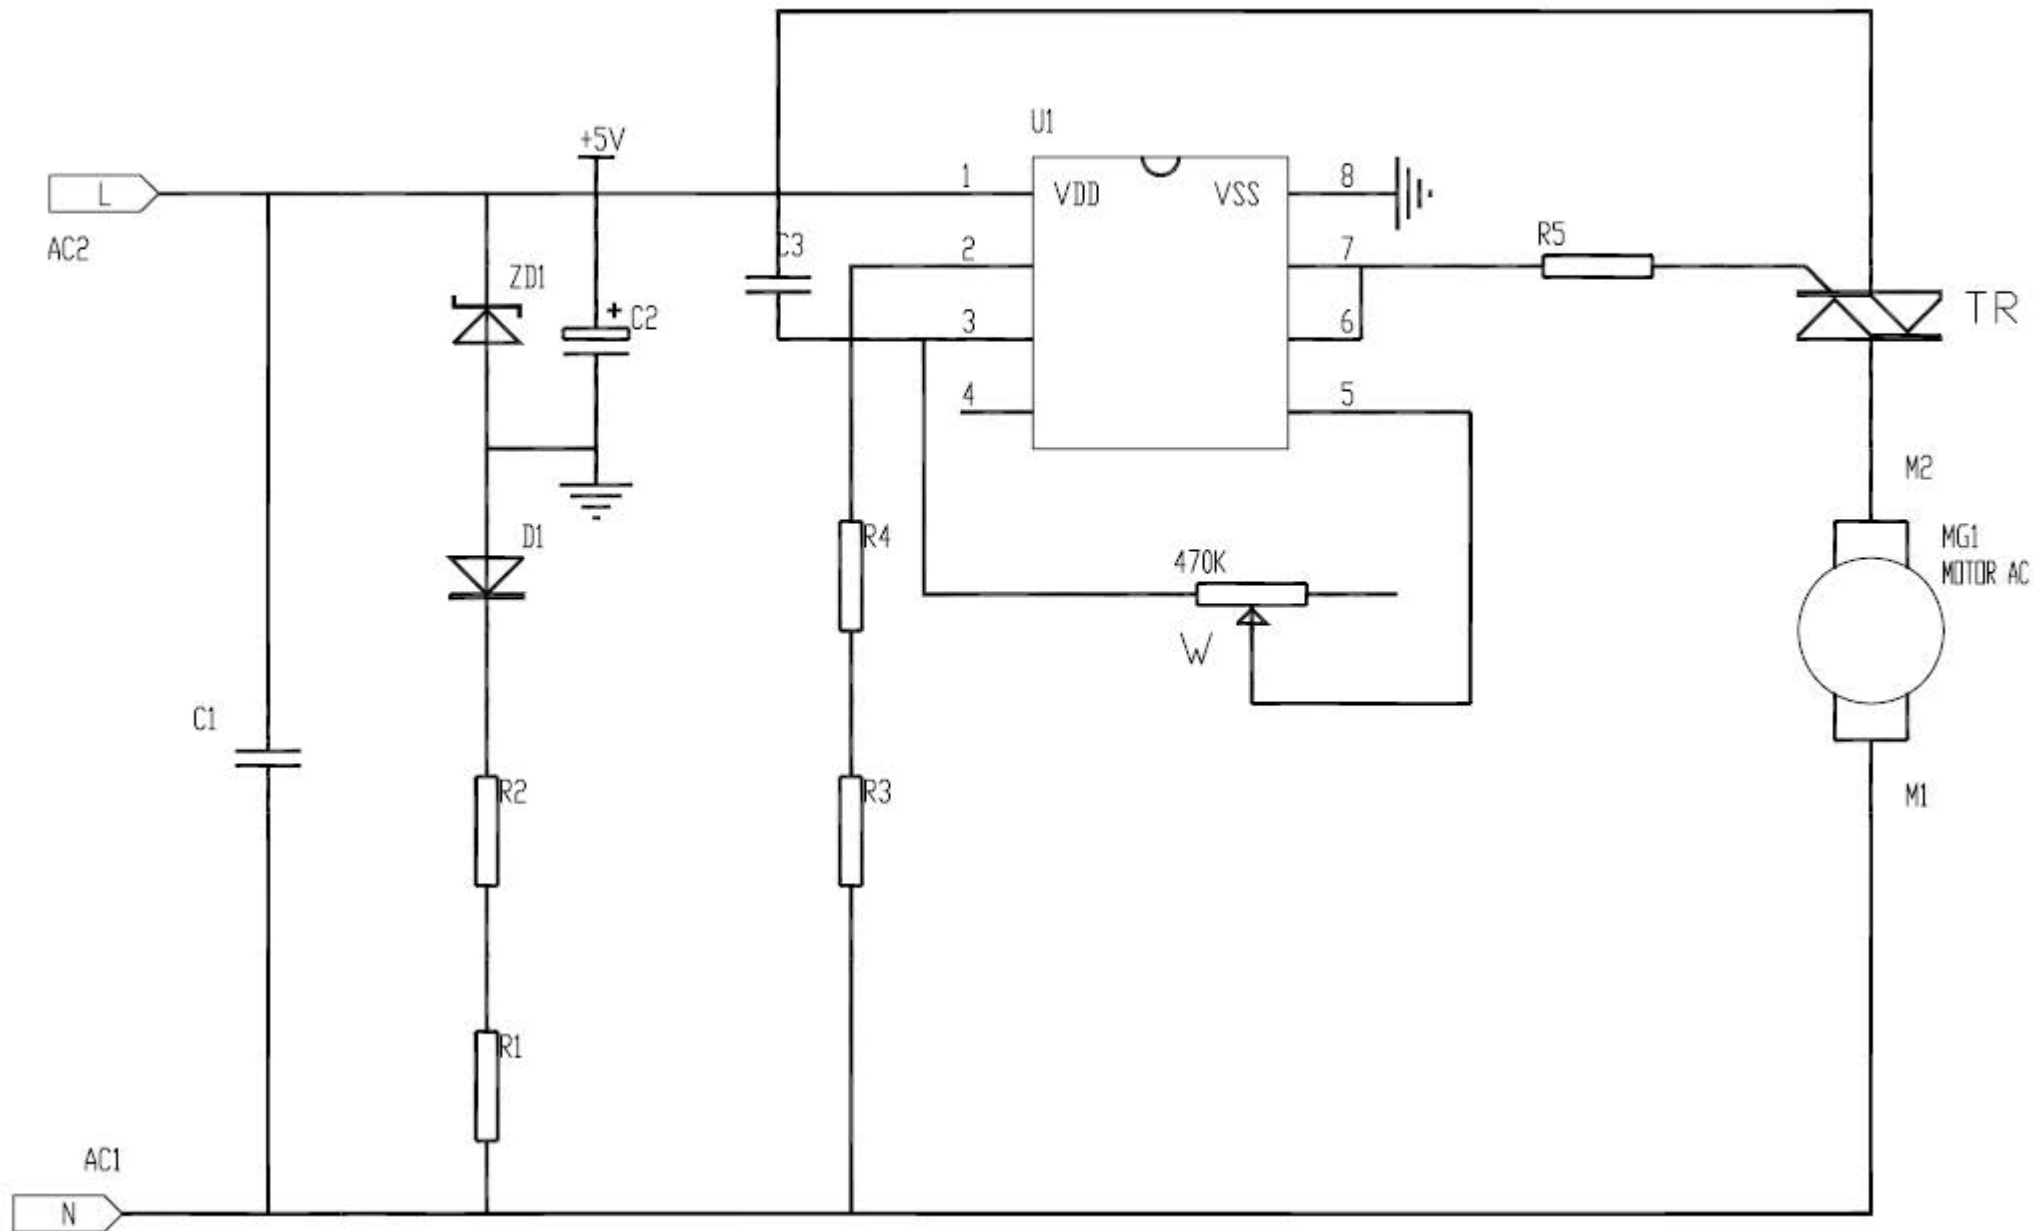 U1
+5V
L
1
VDD
VSS
8
AC2
C3
2
7
R5
ZD1
+
C2
3
6
TR
4
5
M2
D1
R4
470K
MG1
MOTOR AC
W
C1
R2
R3
M1
R1
AC1
N